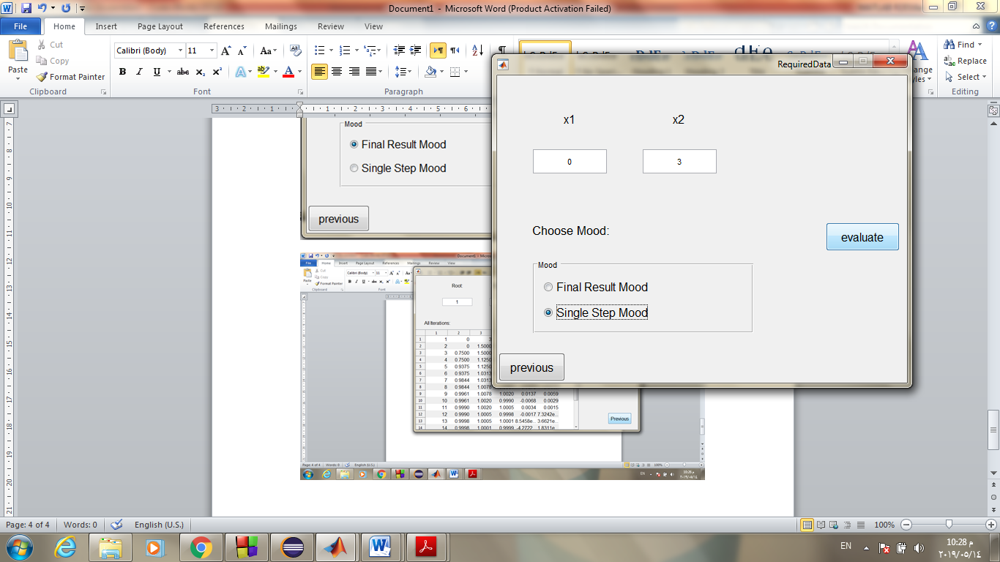 Document1 - Microsoft Word (Product Activation Failed)
File Home Insert Page Layout References Mailings Review View
Paste
Cut
Copy
Format Painter
Clipboard
Calibri (Body) 11
Font
Paragraph
Find
Replace
Select
Editing
Mood
Final Result Mood
Single Step Mood
previous
RequiredData
x1 x2
0 3
Choose Mood:
evaluate
Mood
Final Result Mood
Single Step Mood
previous
Root
1
All Iterations:
1 2 3
1 1 0 3
2 2 0 1.5000
3 3 0.7500 1.5000
4 4 0.7500 1.1250
5 5 0.9375 1.1250
6 6 0.9375 1.0313
7 7 0.9844 1.0313
8 8 0.9844 1.0078
9 9 0.9961 1.0078 1.0020 0.0137 0.0059
10 10 0.9961 1.0020 0.9990 -0.0068 0.0029
11 11 0.9990 1.0020 1.0005 0.0034 0.0015
12 12 0.9990 1.0005 0.9998 -0.0017 7.3242e...
13 13 0.9998 1.0005 1.0001 8.5458e... 3.6621e...
14 14 0.9998 1.0001 0.9999 -4.2722... 1.8311e...
Previous
Page: 4 of 4 Words: 0 English (U.S.) 100%
EN
10:28 م
٢٠١٩/٠٥/١٤